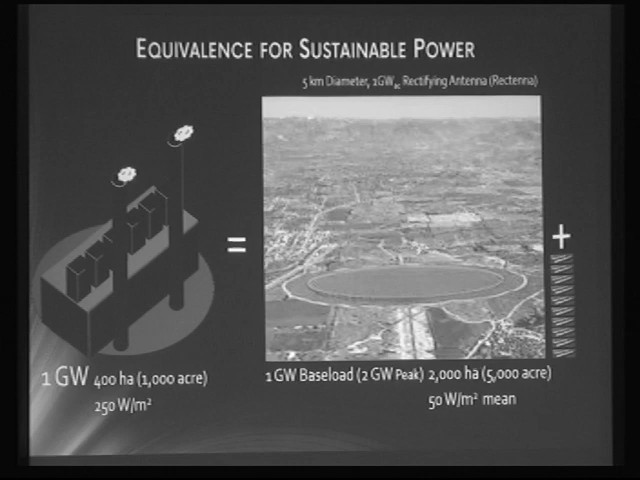 EQUIVALENCE FOR SUSTAINABLE POWER
5 km Diameter, 1GWac Rectifying Antenna (Rectenna)
=
+
1 GW 400 ha (1,000 acre)
250 W/m²
1 GW Baseload (2 GW Peak) 2,000 ha (5,000 acre)
50 W/m² mean